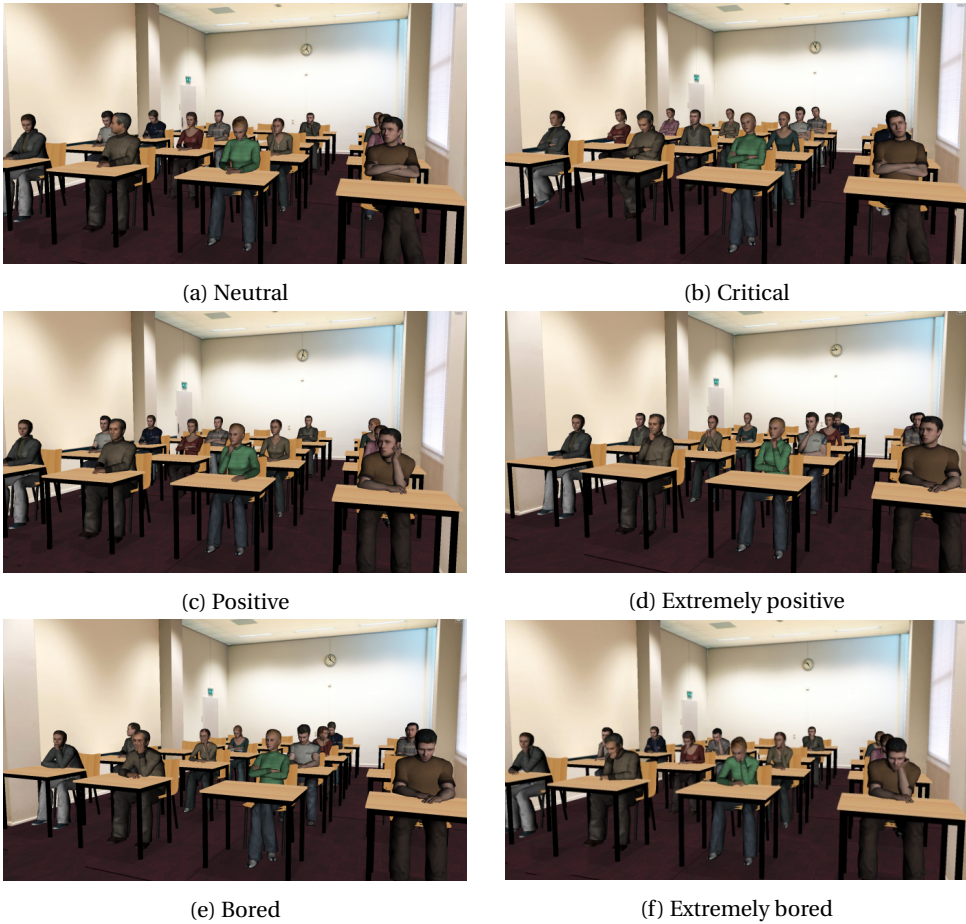 (a) Neutral
(b) Critical
(c) Positive
(d) Extremely positive
(e) Bored
(f) Extremely bored